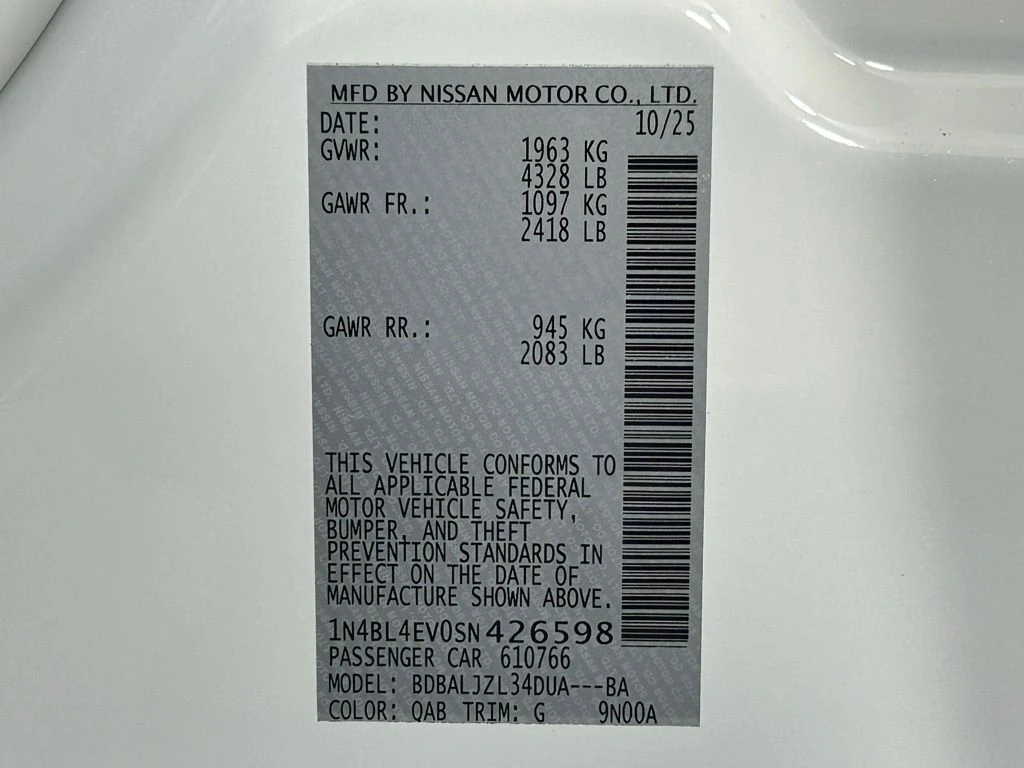 MFD BY NISSAN MOTOR CO., LTD.
DATE: 10/25
GVWR: 1963 KG
4328 LB
GAWR FR.: 1097 KG
2418 LB
GAWR RR.: 945 KG
2083 LB
THIS VEHICLE CONFORMS TO
ALL APPLICABLE FEDERAL
MOTOR VEHICLE SAFETY,
BUMPER, AND THEFT
PREVENTION STANDARDS IN
EFFECT ON THE DATE OF
MANUFACTURE SHOWN ABOVE.
1N4BL4EV0SN426598
PASSENGER CAR 610766
MODEL: BDBALJZL34DUA---BA
COLOR: QAB TRIM: G 9N00A